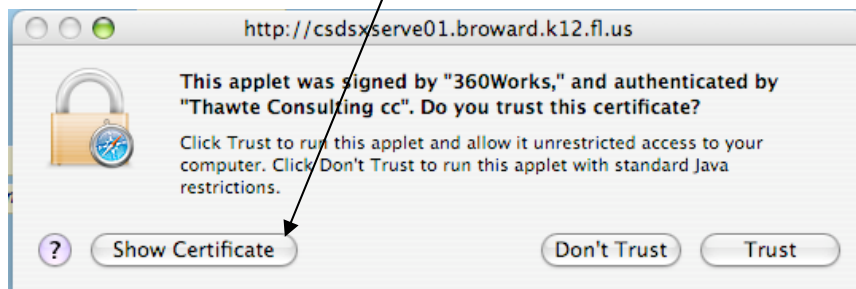 http://csdsxserve01.broward.k12.fl.us
This applet was signed by "360Works," and authenticated by
"Thawte Consulting cc". Do you trust this certificate?
Click Trust to run this applet and allow it unrestricted access to your
computer. Click Don't Trust to run this applet with standard Java
restrictions.
? Show Certificate Don't Trust Trust